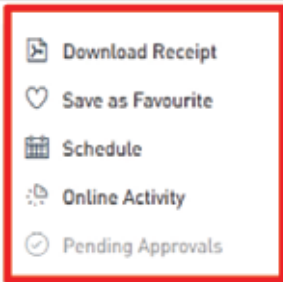 Download Receipt
Save as Favourite
Schedule
Online Activity
Pending Approvals